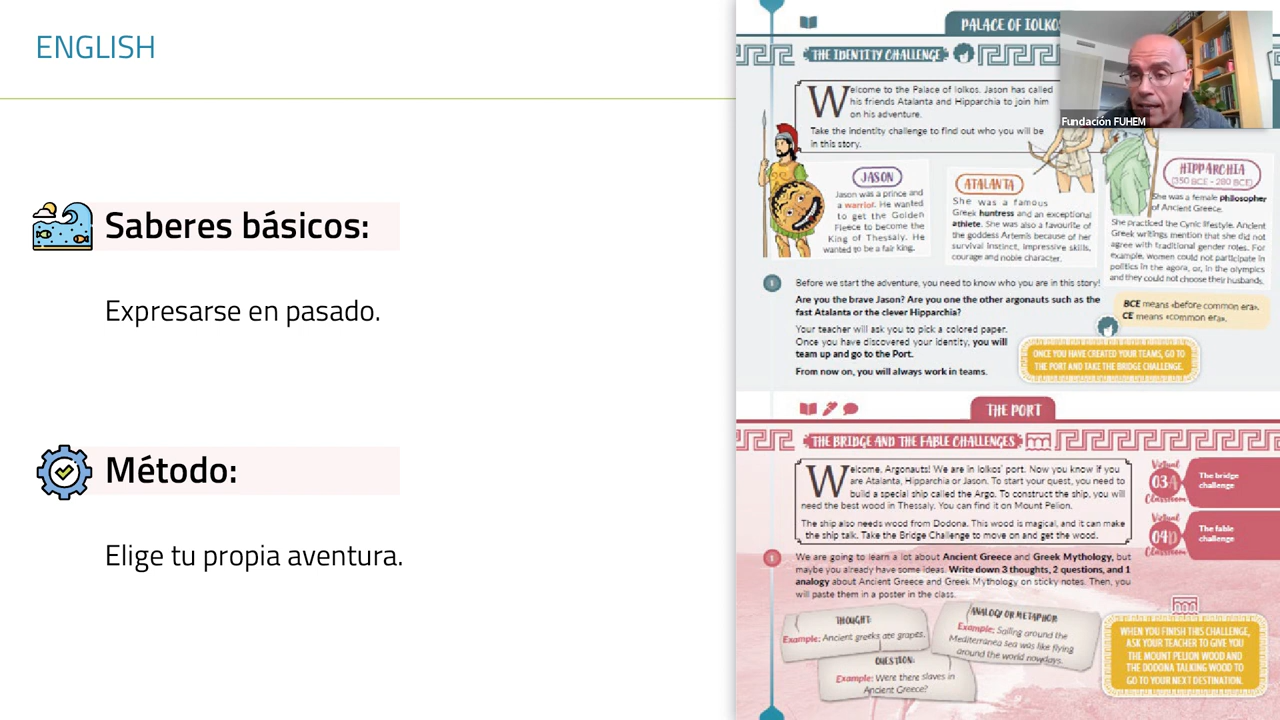 ENGLISH
Saberes básicos:
Expresarse en pasado.
Método:
Elige tu propia aventura.
PALACE OF IOLKOS
THE IDENTITY CHALLENGE
Welcome to the Palace of Iolkos. Jason has called
his friends Atalanta and Hipparchia to join him
on his adventure.
Take the indentity challenge to find out who you will be
in this story.
Fundación FUHEM
JASON
Jason was a prince and
a warrior. He wanted
to get the Golden
Fleece to become the
King of Thessaly. He
wanted to be a fair king.
ATALANTA
She was a famous
Greek huntress and an exceptional
athlete. She was also a favourite of
the goddess Artemis because of her
survival instinct, impressive skills,
courage and noble character.
HIPPARCHIA
(350 BCE - 280 BCE)
She was a female philosopher
of Ancient Greece.
She practiced the Cynic lifestyle. Ancient
Greek writings mention that she did not
agree with traditional gender roles. For
example, women could not participate in
politics in the agora, or, in the olympics
and they could not choose their husbands.
1
Before we start the adventure, you need to know who you are in this story!
Are you the brave Jason? Are you one the other argonauts such as the
fast Atalanta or the clever Hipparchia?
Your teacher will ask you to pick a colored paper.
Once you have discovered your identity, you will
team up and go to the Port.
From now on, you will always work in teams.
BCE means «before common era».
CE means «common era».
ONCE YOU HAVE CREATED YOUR TEAMS, GO TO
THE PORT AND TAKE THE BRIDGE CHALLENGE.
THE PORT
THE BRIDGE AND THE FABLE CHALLENGES
Welcome, Argonauts! We are in Iolkos' port. Now you know if you
are Atalanta, Hipparchia or Jason. To start your quest, you need to
build a special ship called the Argo. To construct the ship, you will
need the best wood in Thessaly. You can find it on Mount Pelion.
The ship also needs wood from Dodona. This wood is magical, and it can make
the ship talk. Take the Bridge Challenge to move on and get the wood.
Virtual
03A
Classroom
The bridge
challenge
Virtual
04D
Classroom
The fable
challenge
1
We are going to learn a lot about Ancient Greece and Greek Mythology, but
maybe you already have some ideas. Write down 3 thoughts, 2 questions, and 1
analogy about Ancient Greece and Greek Mythology on sticky notes. Then, you
will paste them in a poster in the class.
THOUGHT:
Example: Ancient greeks ate grapes.
ANALOGY OR METAPHOR
Example: Sailing around the
Mediterranea sea was like flying
around the world nowdays.
QUESTION:
Example: Were there slaves in
Ancient Greece?
WHEN YOU FINISH THIS CHALLENGE,
ASK YOUR TEACHER TO GIVE YOU
THE MOUNT PELION WOOD AND
THE DODONA TALKING WOOD TO
GO TO YOUR NEXT DESTINATION.